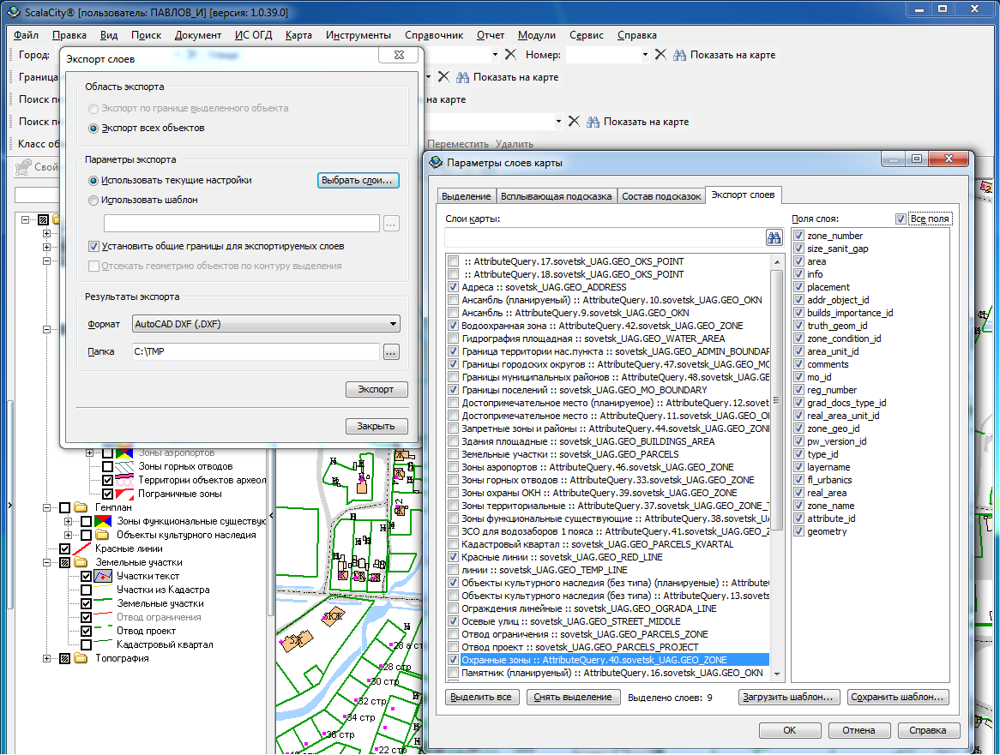 ScalaCity® [пользователь: ПАВЛОВ_И] [версия: 1.0.39.0]
Файл Правка Вид Поиск Документ ИС ОГД Карта Инструменты Справочник Отчет Модули Сервис Справка
Город:
Номер:
Показать на карте
Граница
Показать на карте
Поиск
на карте
Поиск
Показать на карте
Класс
Переместить Удалить
Экспорт слоев
Область экспорта
Экспорт по границе выделенного объекта
Экспорт всех объектов
Параметры экспорта
Использовать текущие настройки
Выбрать слои...
Использовать шаблон
...
Установить общие границы для экспортируемых слоев
Отсекать геометрию объектов по контуру выделения
Результаты экспорта
Формат
AutoCAD DXF (.DXF)
Папка
C:\TMP
...
Экспорт
Закрыть
Зоны аэропортов
Зоны горных отводов
Территории объектов археол
Пограничные зоны
Генплан
Зоны функциональные существук
Объекты культурного наследия
Красные линии
Земельные участки
Участки текст
Участки из Кадастра
Земельные участки
Отвод ограничения
Отвод проект
Кадастровый квартал
Топография
28 а с
28 стр
30 стр
32 стр
34 стр
36 стр
22 стр
Параметры слоев карты
Выделение
Всплывающая подсказка
Состав подсказок
Экспорт слоев
Слои карты:
:: AttributeQuery.17.sovetsk_UAG.GEO_OKS_POINT
:: AttributeQuery.18.sovetsk_UAG.GEO_OKS_POINT
Адреса :: sovetsk_UAG.GEO_ADDRESS
Ансамбль (планируемый) :: AttributeQuery.10.sovetsk_UAG.GEO_OKN
Ансамбль :: AttributeQuery.9.sovetsk_UAG.GEO_OKN
Водоохранная зона :: AttributeQuery.42.sovetsk_UAG.GEO_ZONE
Гидрография площадная :: sovetsk_UAG.GEO_WATER_AREA
Граница территории нас.пункта :: sovetsk_UAG.GEO_ADMIN_BOUNDAR
Границы городских округов :: AttributeQuery.47.sovetsk_UAG.GEO_MO
Границы муниципальных районов :: AttributeQuery.48.sovetsk_UAG.GE
Границы поселений :: sovetsk_UAG.GEO_MO_BOUNDARY
Достопримечательное место (планируемое) :: AttributeQuery.12.sovet
Достопримечательное место :: AttributeQuery.11.sovetsk_UAG.GEO_OK
Запретные зоны и районы :: AttributeQuery.44.sovetsk_UAG.GEO_ZONE
Здания площадные :: sovetsk_UAG.GEO_BUILDINGS_AREA
Земельные участки :: sovetsk_UAG.GEO_PARCELS
Зоны аэропортов :: AttributeQuery.46.sovetsk_UAG.GEO_ZONE
Зоны горных отводов :: AttributeQuery.33.sovetsk_UAG.GEO_ZONE
Зоны охраны ОКН :: AttributeQuery.39.sovetsk_UAG.GEO_ZONE
Зоны территориальные :: AttributeQuery.37.sovetsk_UAG.GEO_ZONE_T
Зоны функциональные существующие :: AttributeQuery.38.sovetsk_UA
ЗСО для водозаборов 1 пояса :: AttributeQuery.41.sovetsk_UAG.GEO_Z
Кадастровый квартал :: sovetsk_UAG.GEO_PARCELS_KVARTAL
Красные линии :: sovetsk_UAG.GEO_RED_LINE
линии :: sovetsk_UAG.GEO_TEMP_LINE
Объекты культурного наследия (без типа) (планируемые) :: Attribute
Объекты культурного наследия (без типа) :: AttributeQuery.13.sovets
Ограждения линейные :: sovetsk_UAG.GEO_OGRADA_LINE
Осевые улиц :: sovetsk_UAG.GEO_STREET_MIDDLE
Отвод ограничения :: sovetsk_UAG.GEO_PARCELS_ZONE
Отвод проект :: sovetsk_UAG.GEO_PARCELS_PROJECT
Охранные зоны :: AttributeQuery.40.sovetsk_UAG.GEO_ZONE
Памятник (планируемый) :: AttributeQuery.16.sovetsk_UAG.GEO_OKN
Поля слоя:
Все поля
zone_number
size_sanit_gap
area
info
placement
addr_object_id
builds_importance_id
truth_geom_id
zone_condition_id
area_unit_id
comments
mo_id
reg_number
grad_docs_type_id
real_area_unit_id
zone_geo_id
pw_version_id
type_id
layername
fl_urbanics
real_area
zone_name
attribute_id
geometry
Выделить все
Снять выделение
Выделено слоев: 9
Загрузить шаблон...
Сохранить шаблон...
OK
Отмена
Справка